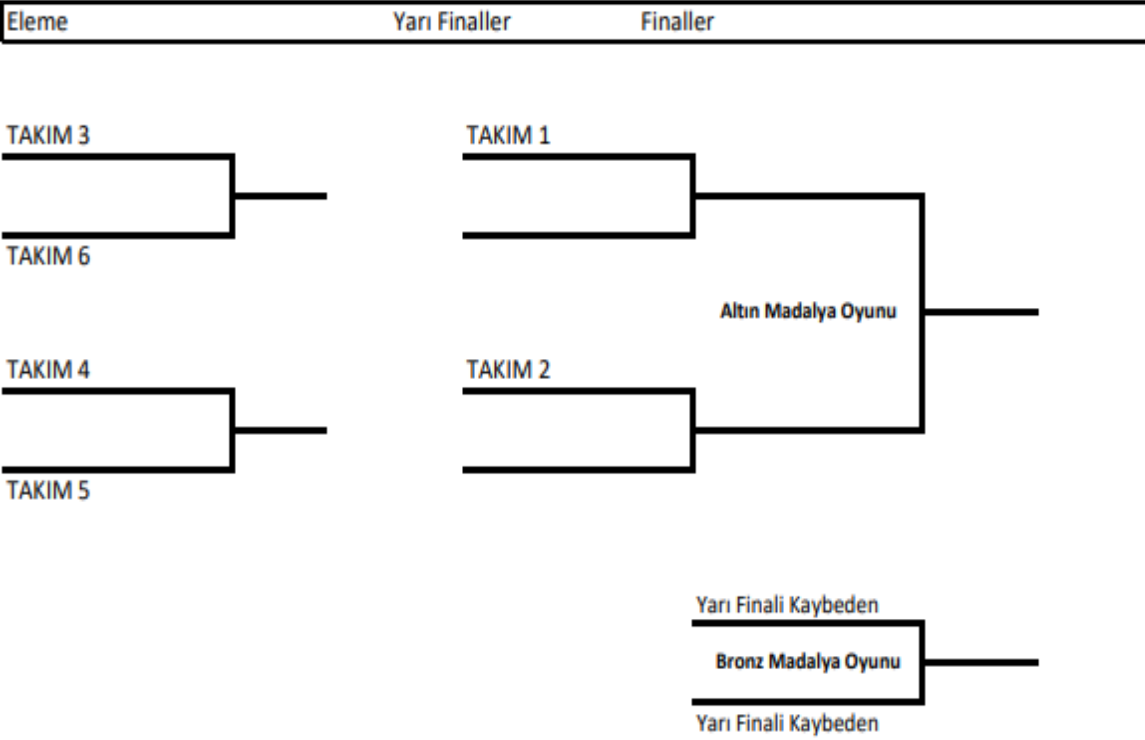 Eleme Yarı Finaller Finaller
TAKIM 3 TAKIM 1
TAKIM 6
Altın Madalya Oyunu
TAKIM 4 TAKIM 2
TAKIM 5
Yarı Finali Kaybeden
Bronz Madalya Oyunu
Yarı Finali Kaybeden